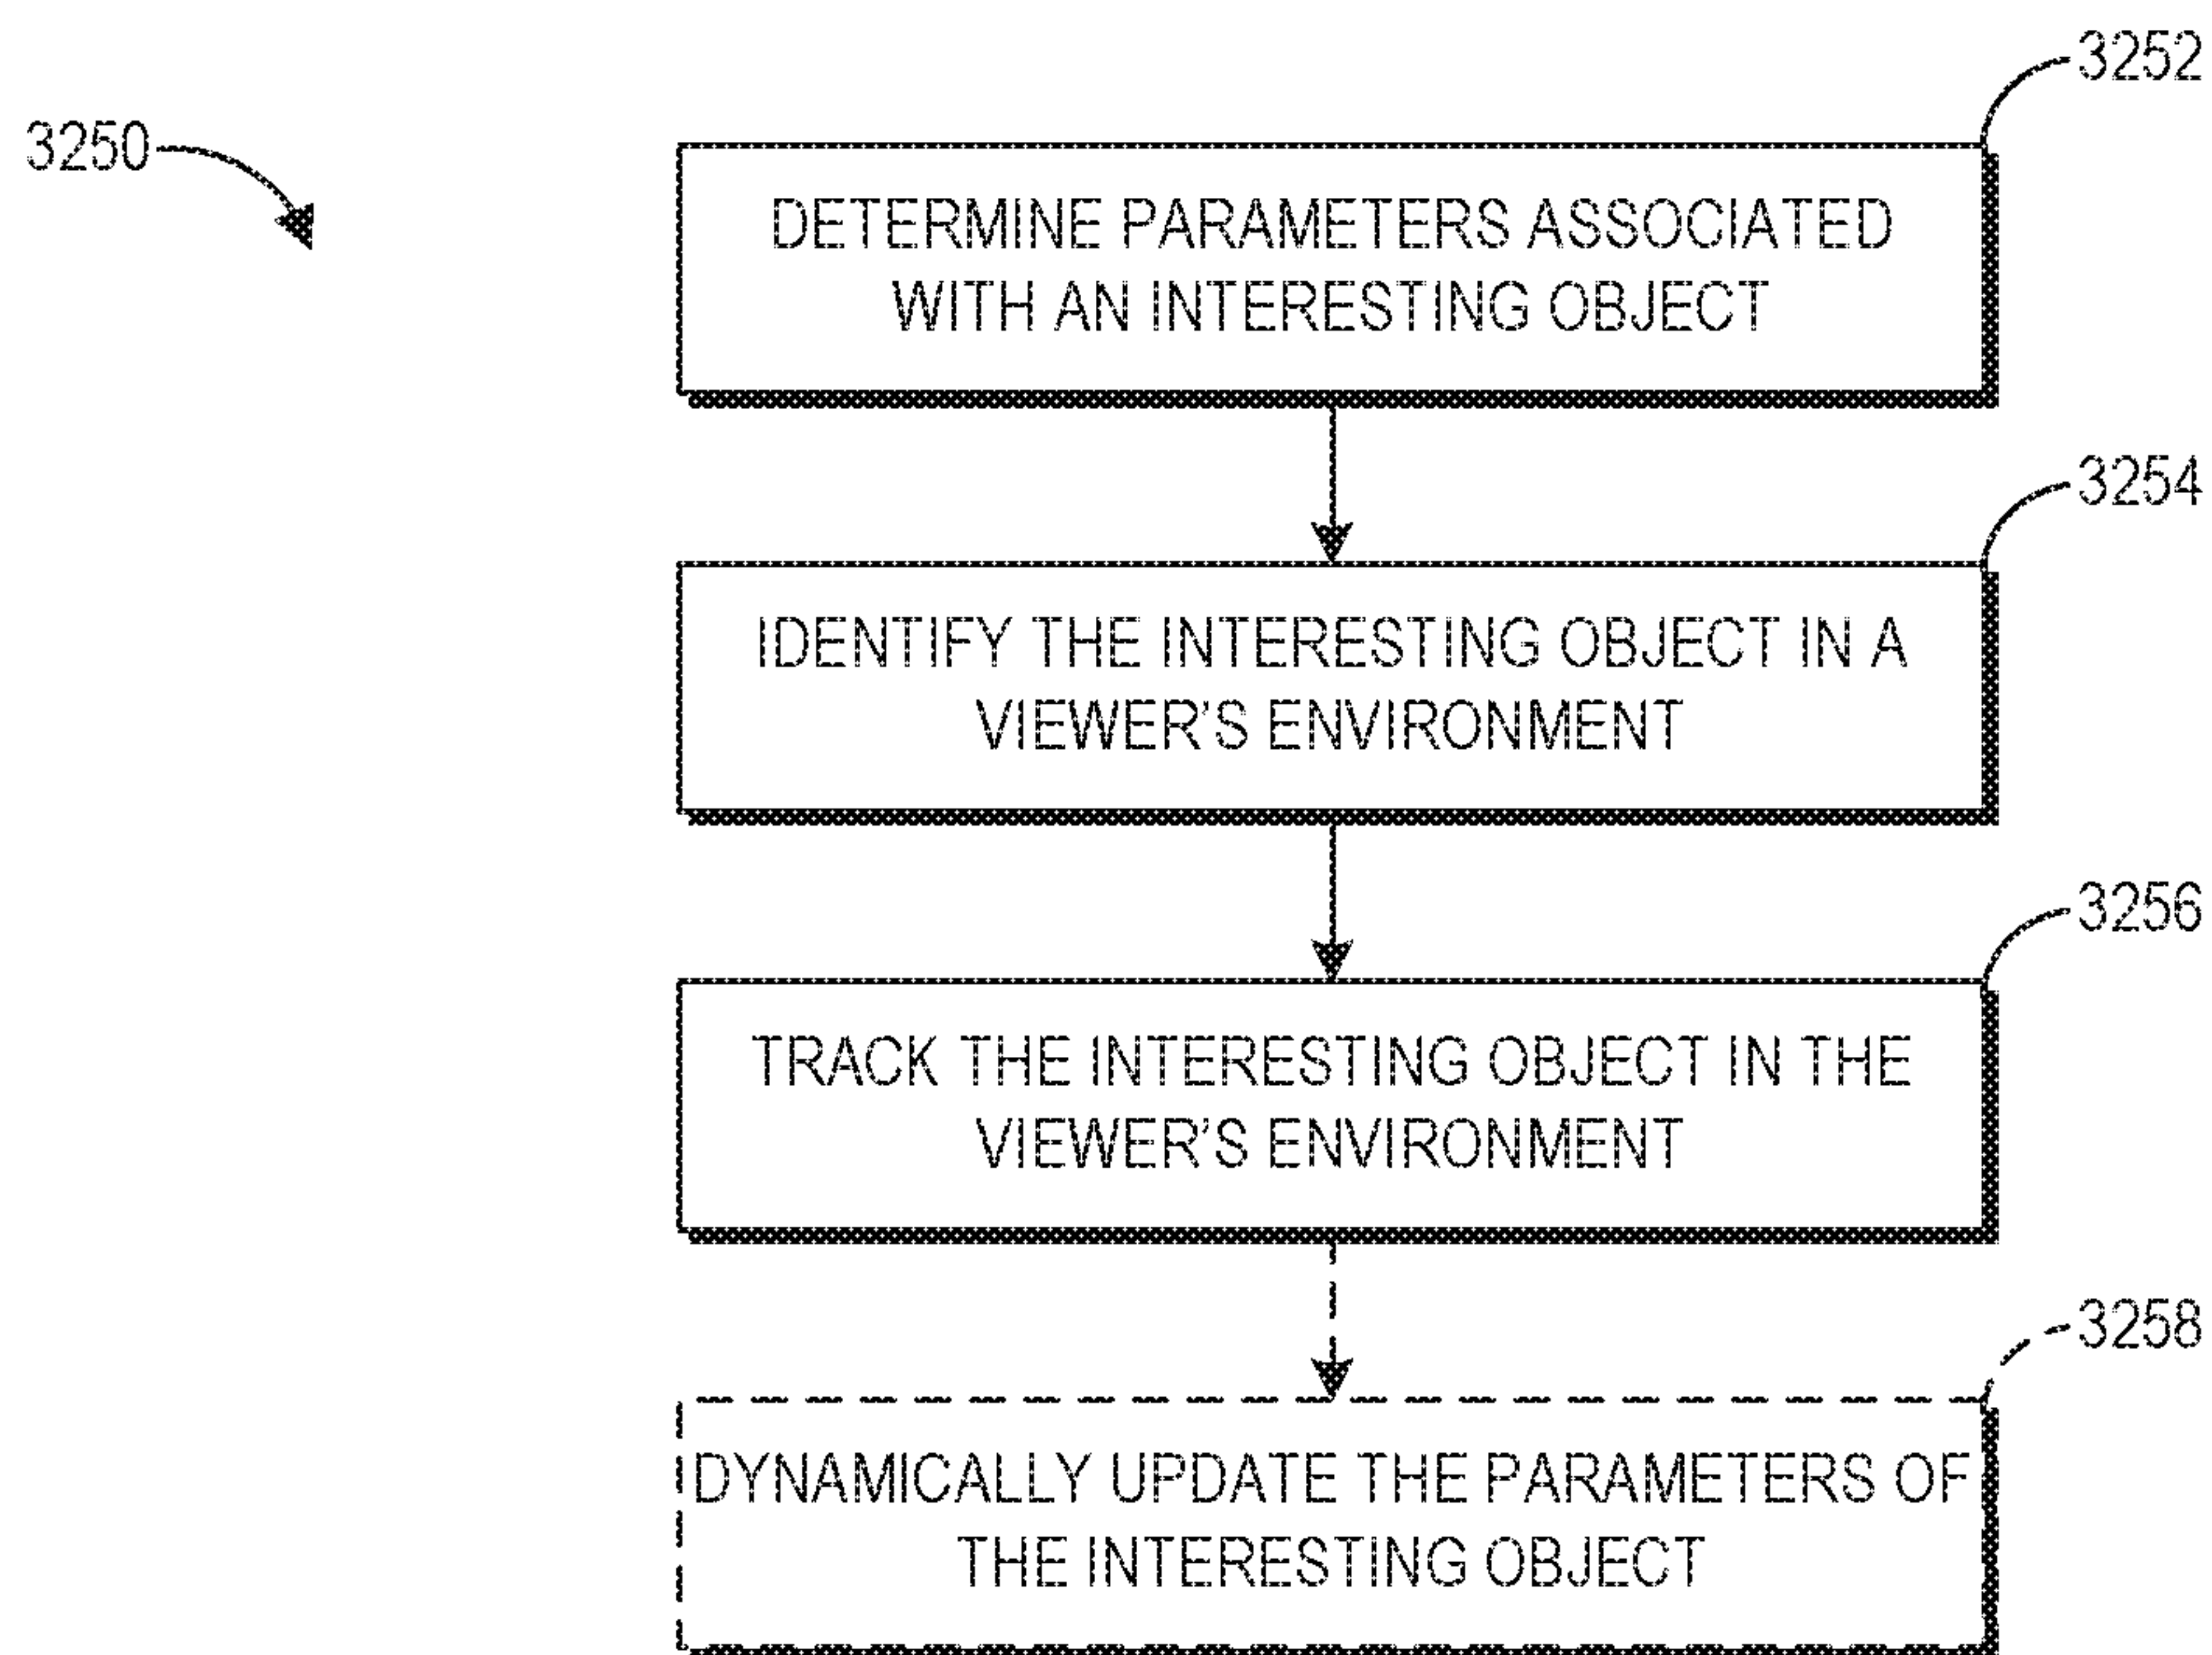 3250
3252
DETERMINE PARAMETERS ASSOCIATED
WITH AN INTERESTING OBJECT
3254
IDENTIFY THE INTERESTING OBJECT IN A
VIEWER'S ENVIRONMENT
3256
TRACK THE INTERESTING OBJECT IN THE
VIEWER'S ENVIRONMENT
3258
DYNAMICALLY UPDATE THE PARAMETERS OF
THE INTERESTING OBJECT